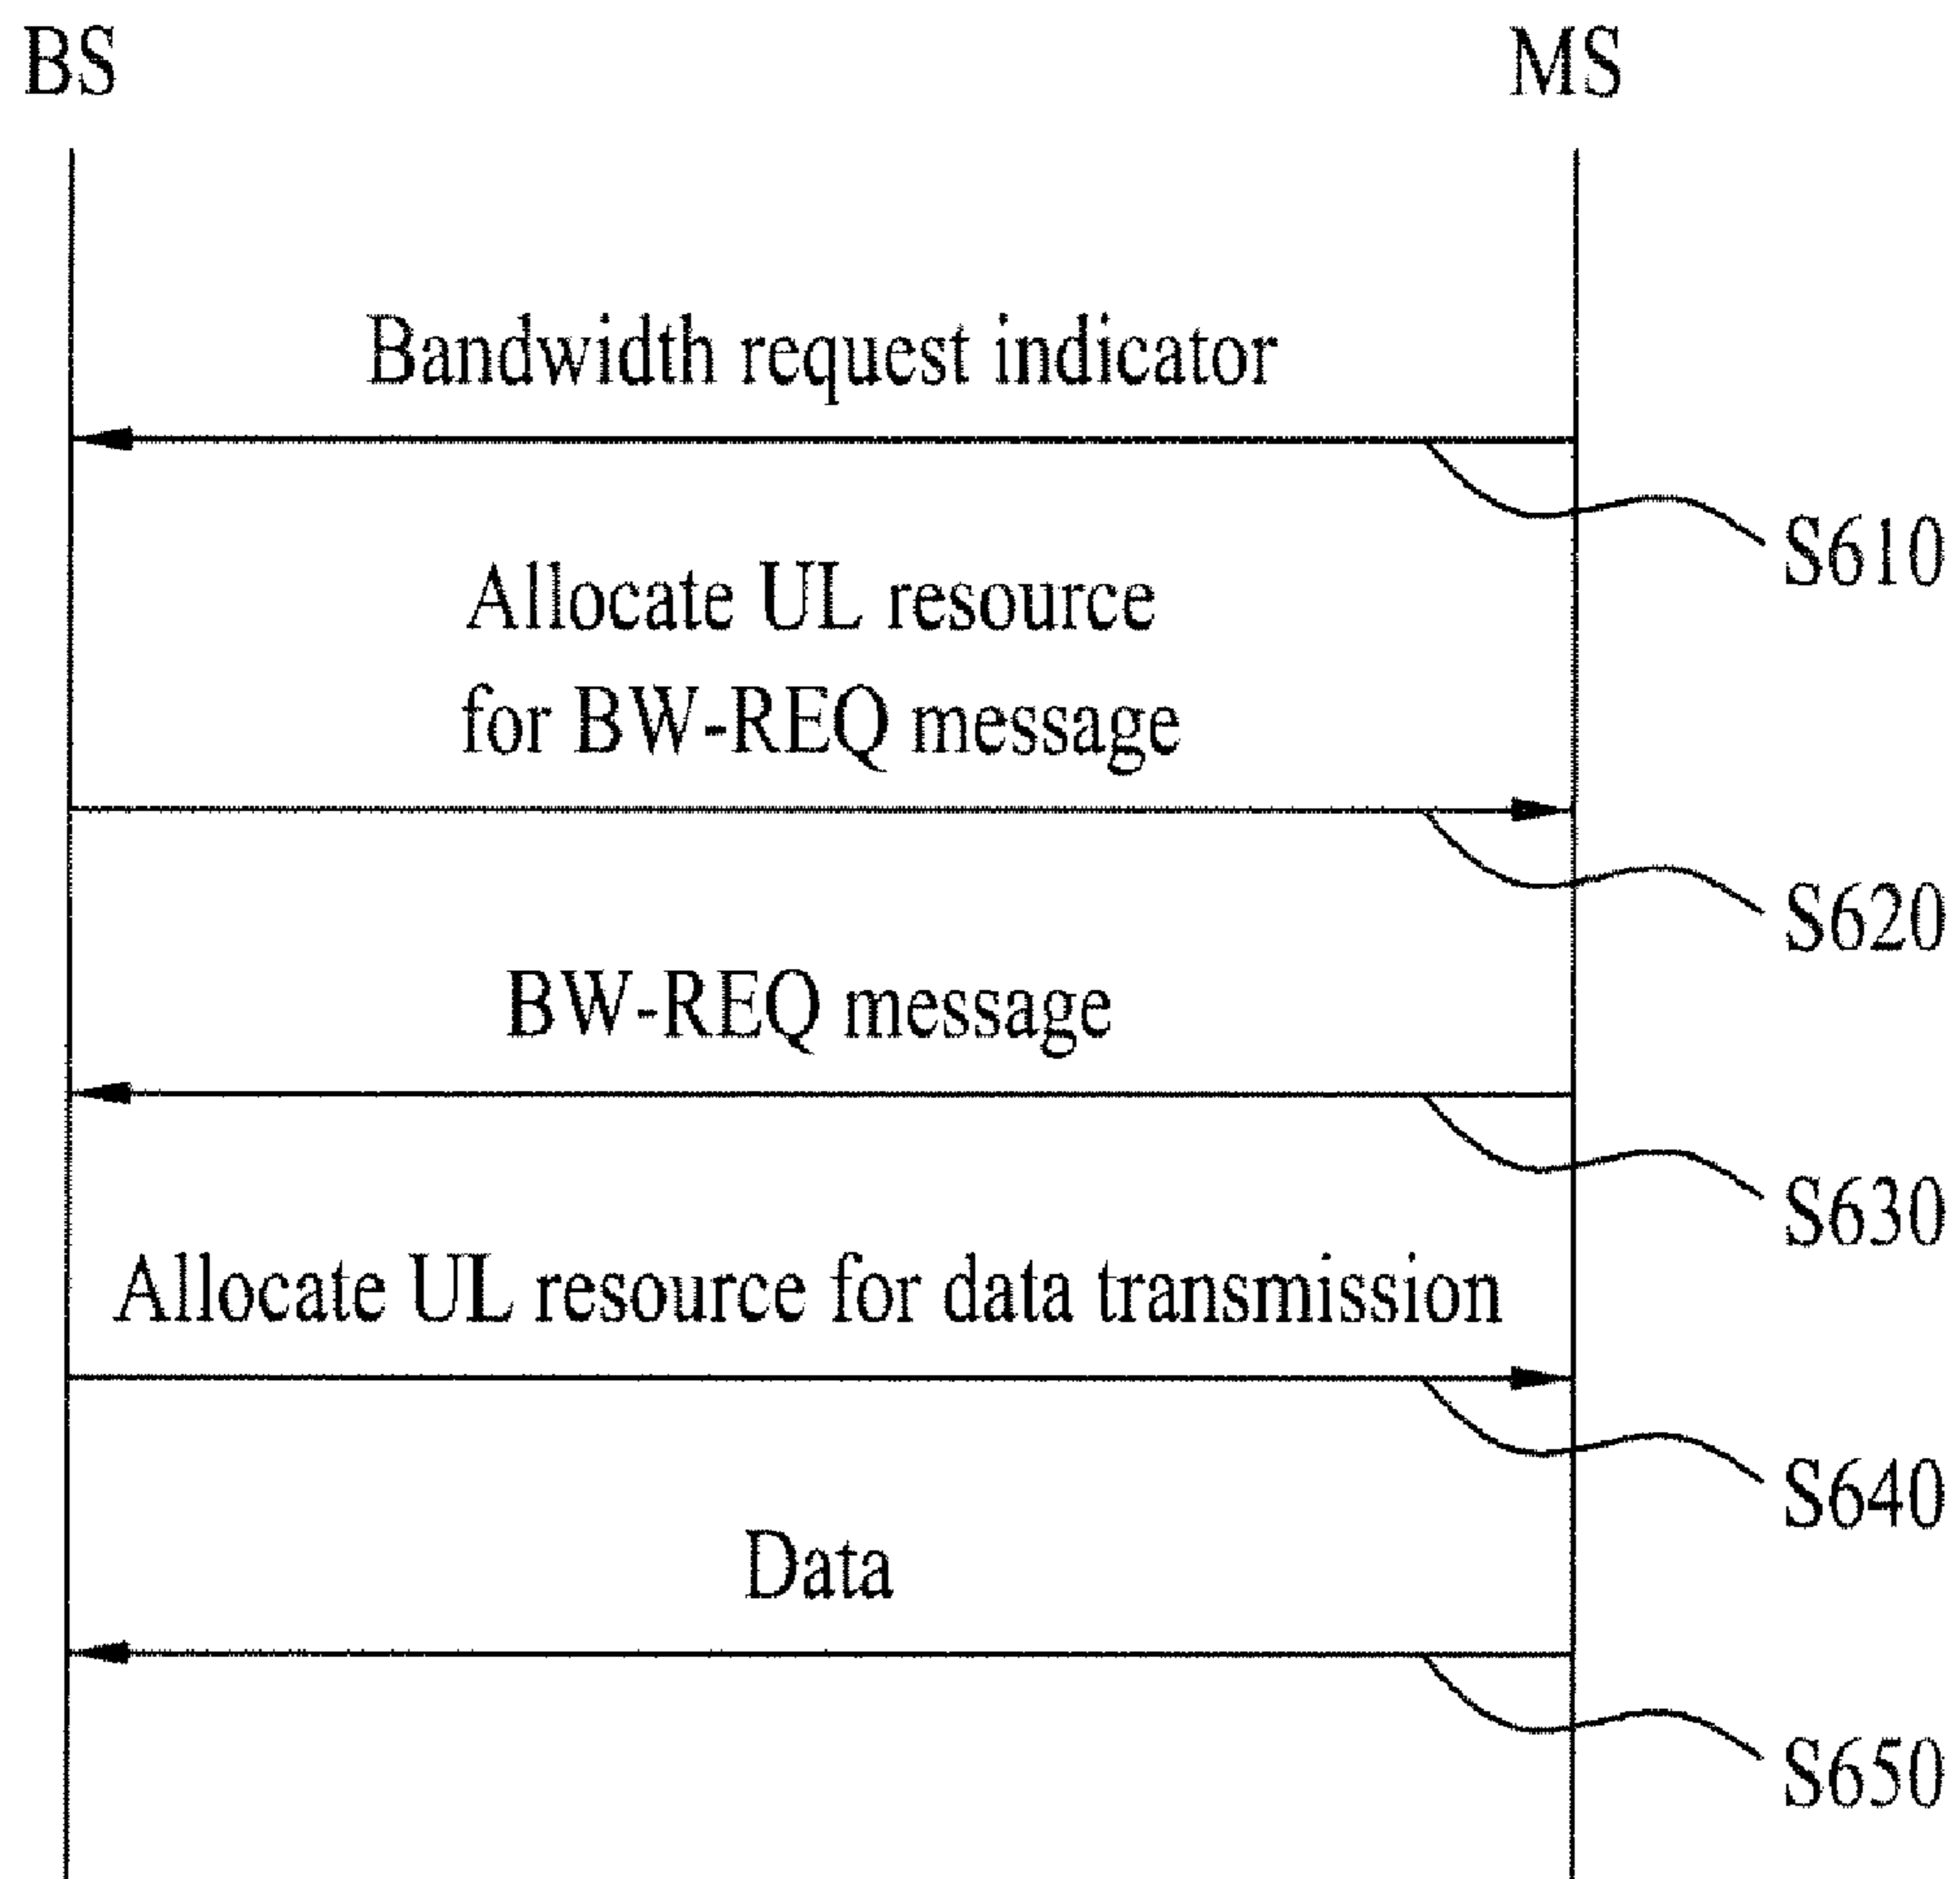 BS
MS
Bandwidth request indicator
S610
Allocate UL resource
for BW-REQ message
S620
BW-REQ message
S630
Allocate UL resource for data transmission
S640
Data
S650